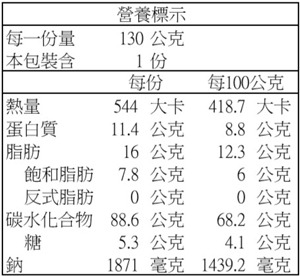 營養標示
每一份量 130 公克
本包裝含 1 份
每份 每100公克
熱量 544 大卡 418.7 大卡
蛋白質 11.4 公克 8.8 公克
脂肪 16 公克 12.3 公克
飽和脂肪 7.8 公克 6 公克
反式脂肪 0 公克 0 公克
碳水化合物 88.6 公克 68.2 公克
糖 5.3 公克 4.1 公克
鈉 1871 毫克 1439.2 毫克